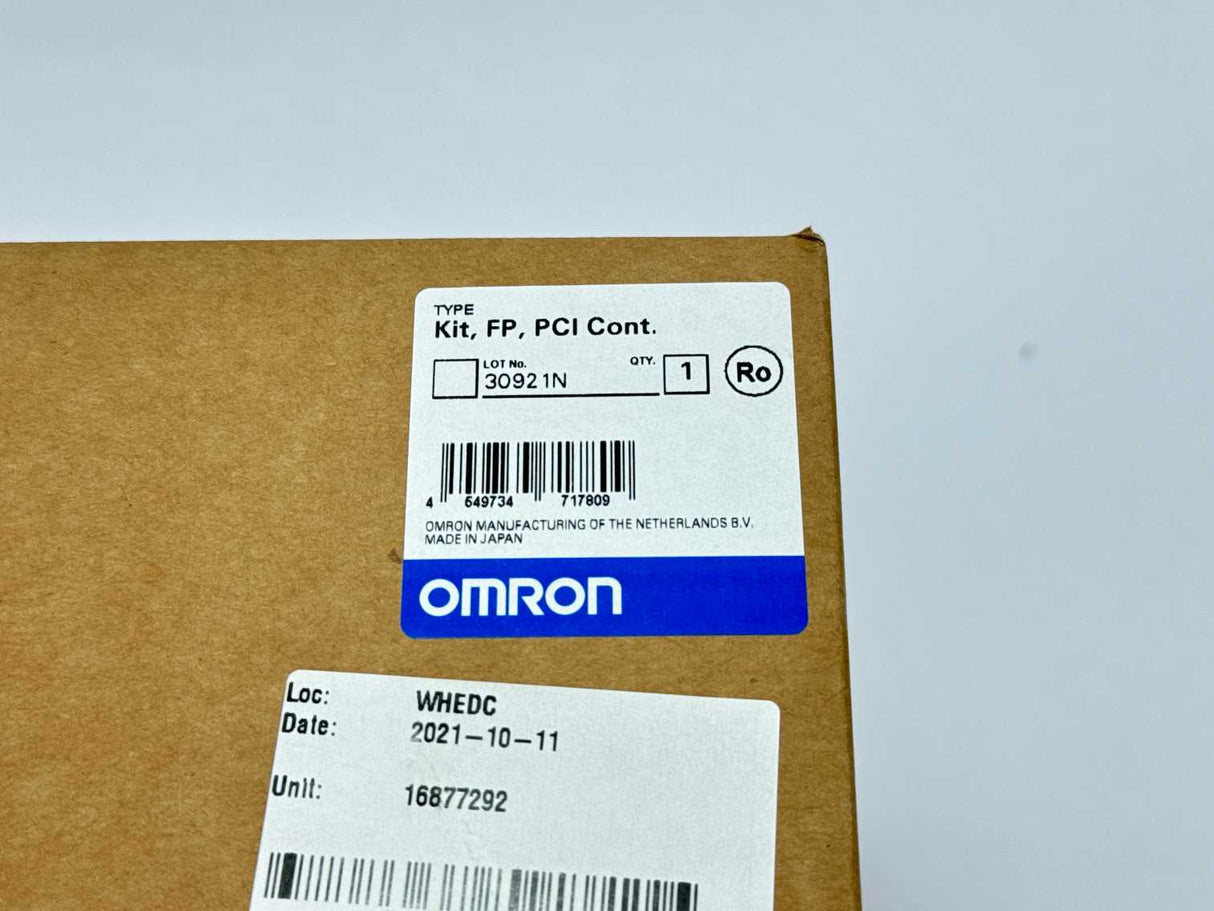 TYPE
Kit, FP, PCI Cont.
LOT No. QTY. 1 Ro
30921N
4 549734 717809
OMRON MANUFACTURING OF THE NETHERLANDS B.V.
MADE IN JAPAN
OMRON
Loc: WHEDC
Date: 2021-10-11
Unit: 16877292